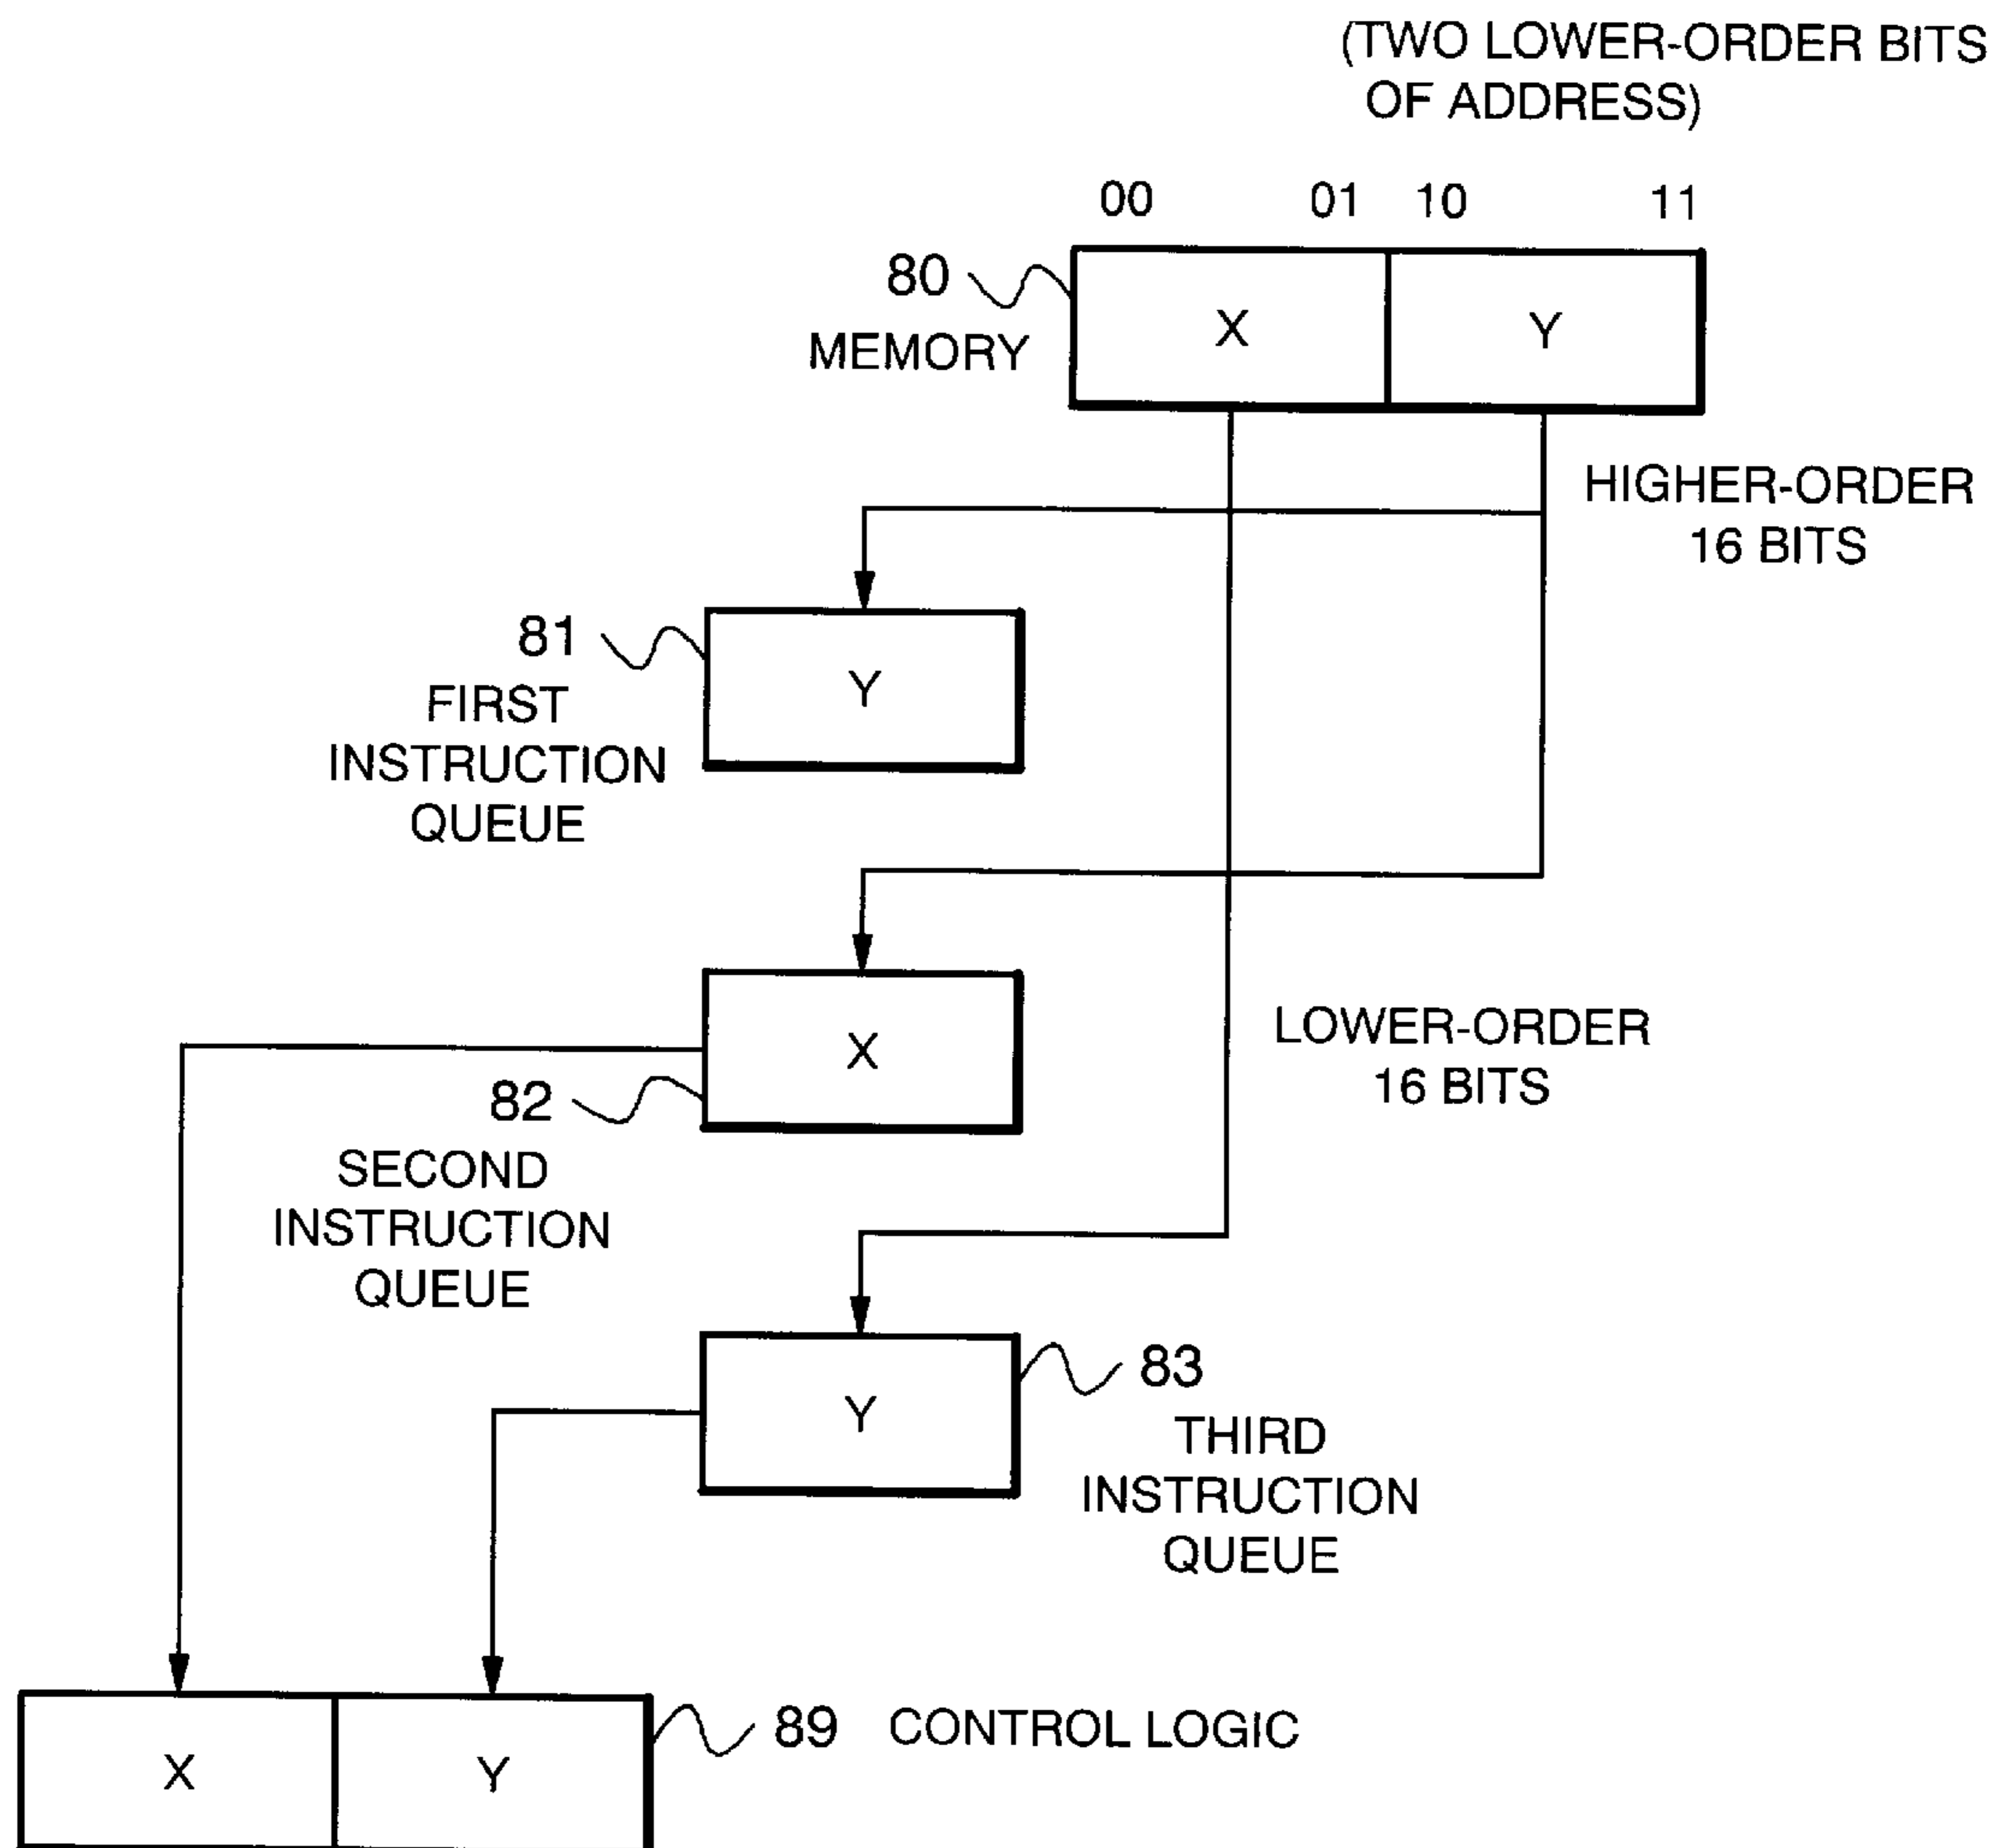 (TWO LOWER-ORDER BITS
OF ADDRESS)
00 01 10 11
80
MEMORY
X Y
HIGHER-ORDER
16 BITS
81
FIRST
INSTRUCTION
QUEUE
Y
X
LOWER-ORDER
16 BITS
82
SECOND
INSTRUCTION
QUEUE
Y
83
THIRD
INSTRUCTION
QUEUE
X Y
89 CONTROL LOGIC